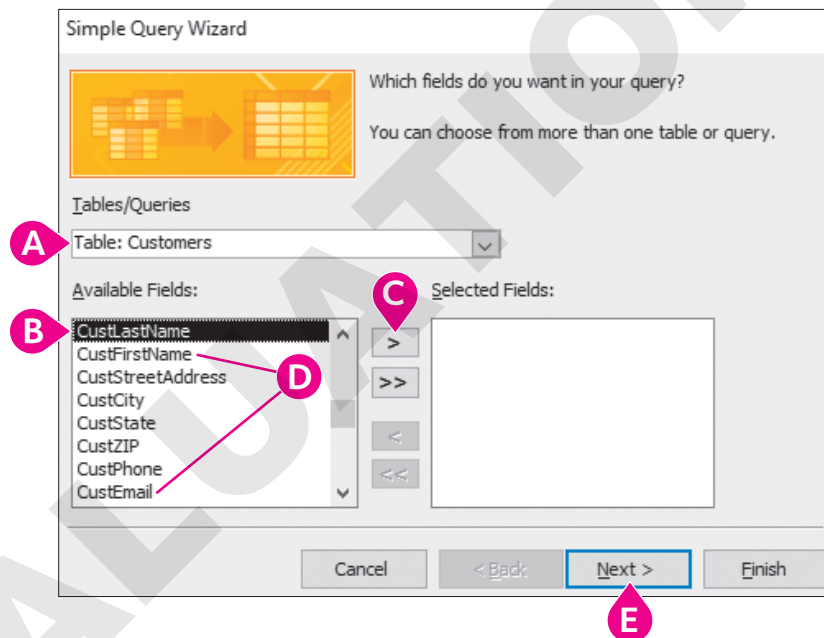 Simple Query Wizard
Which fields do you want in your query?
You can choose from more than one table or query.
Tables/Queries
A
Table: Customers
Available Fields:
C
Selected Fields:
B
CustLastName
>
CustFirstName
D
CustStreetAddress
>>
CustCity
CustState
<
CustZIP
CustPhone
<<
CustEmail
Cancel
< Back
Next >
Finish
E
ALUATION